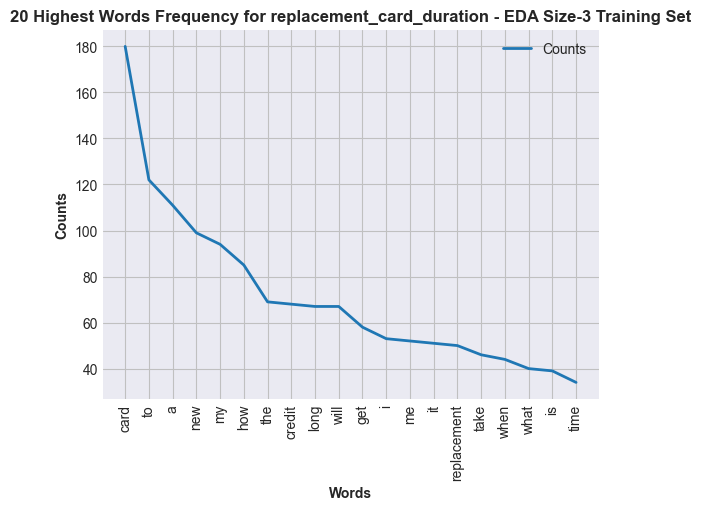 20 Highest Words Frequency for replacement_card_duration - EDA Size-3 Training Set
Counts
180
160
140
120
100
80
60
40
Counts
card
to
a
new
my
how
the
credit
long
will
get
i
me
it
replacement
take
when
what
is
time
Words